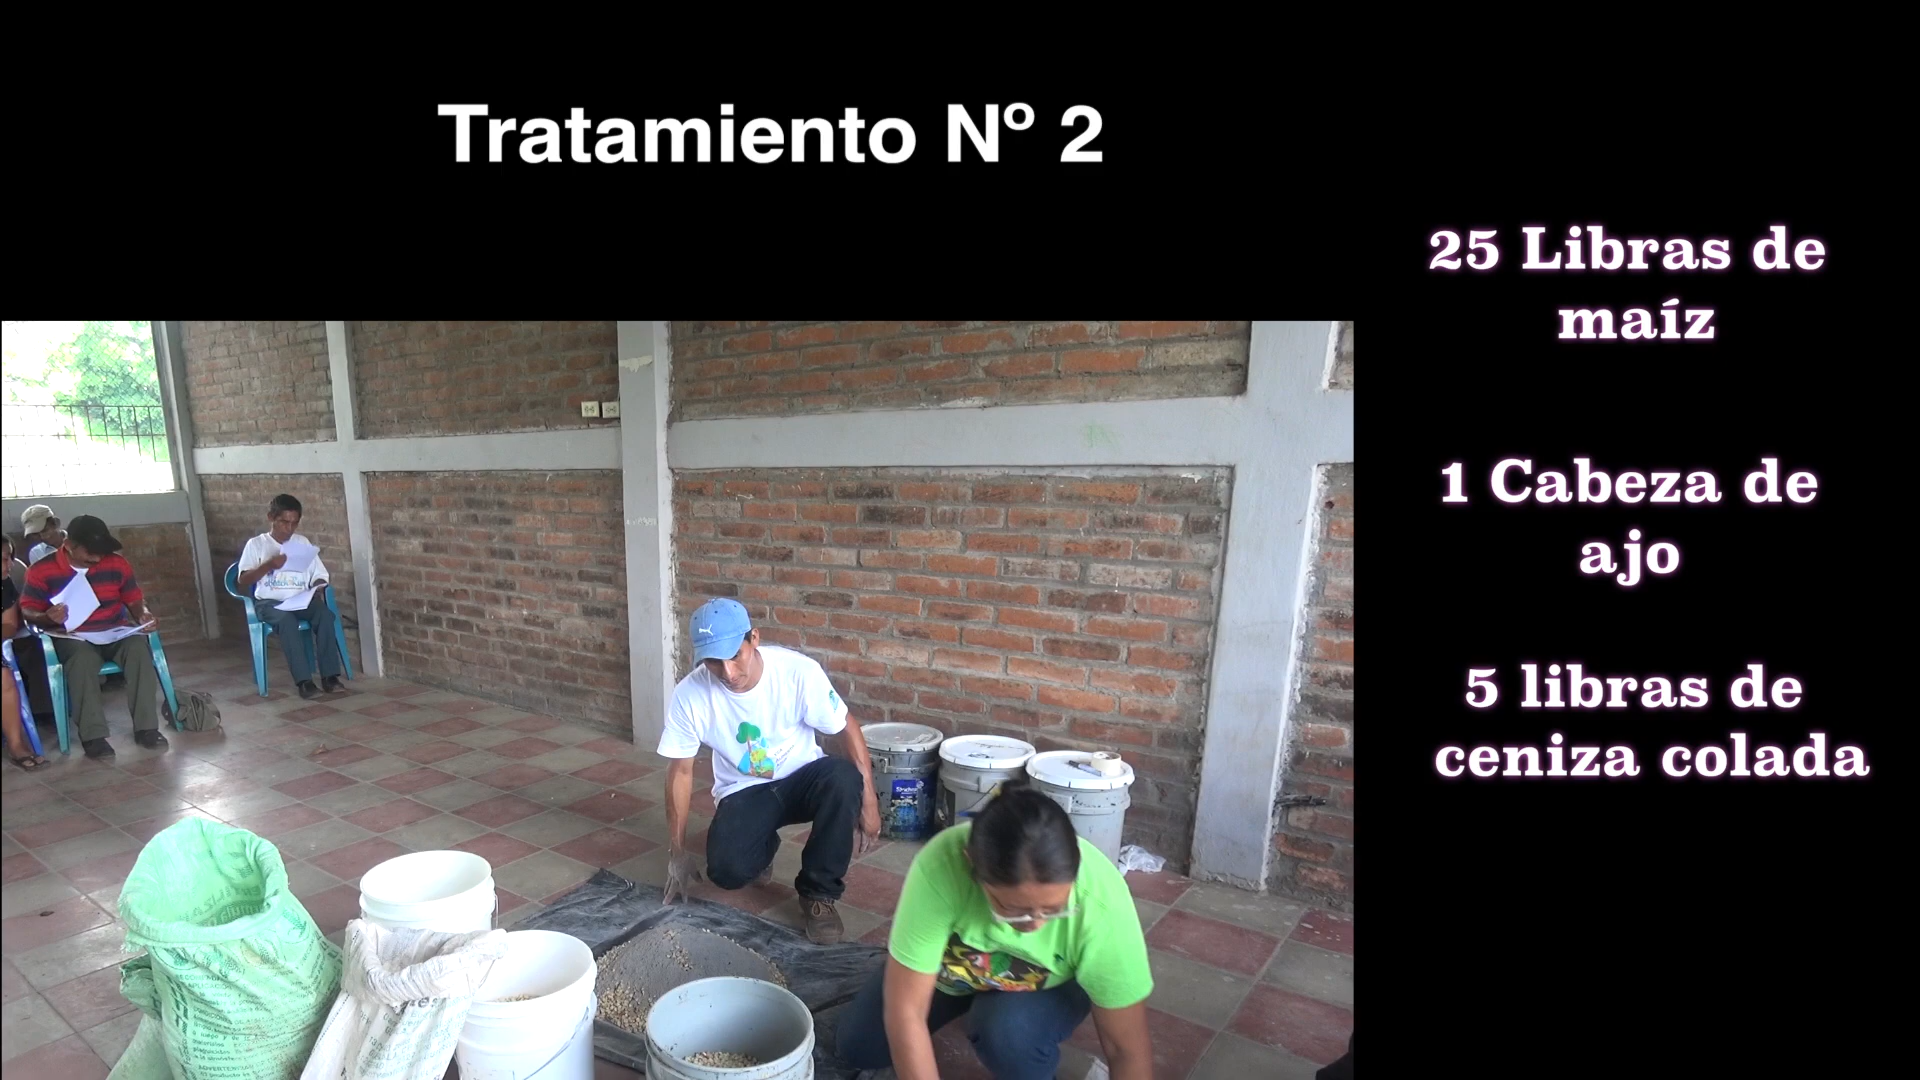 Tratamiento Nº 2
25 Libras de
maíz
1 Cabeza de
ajo
5 libras de
ceniza colada